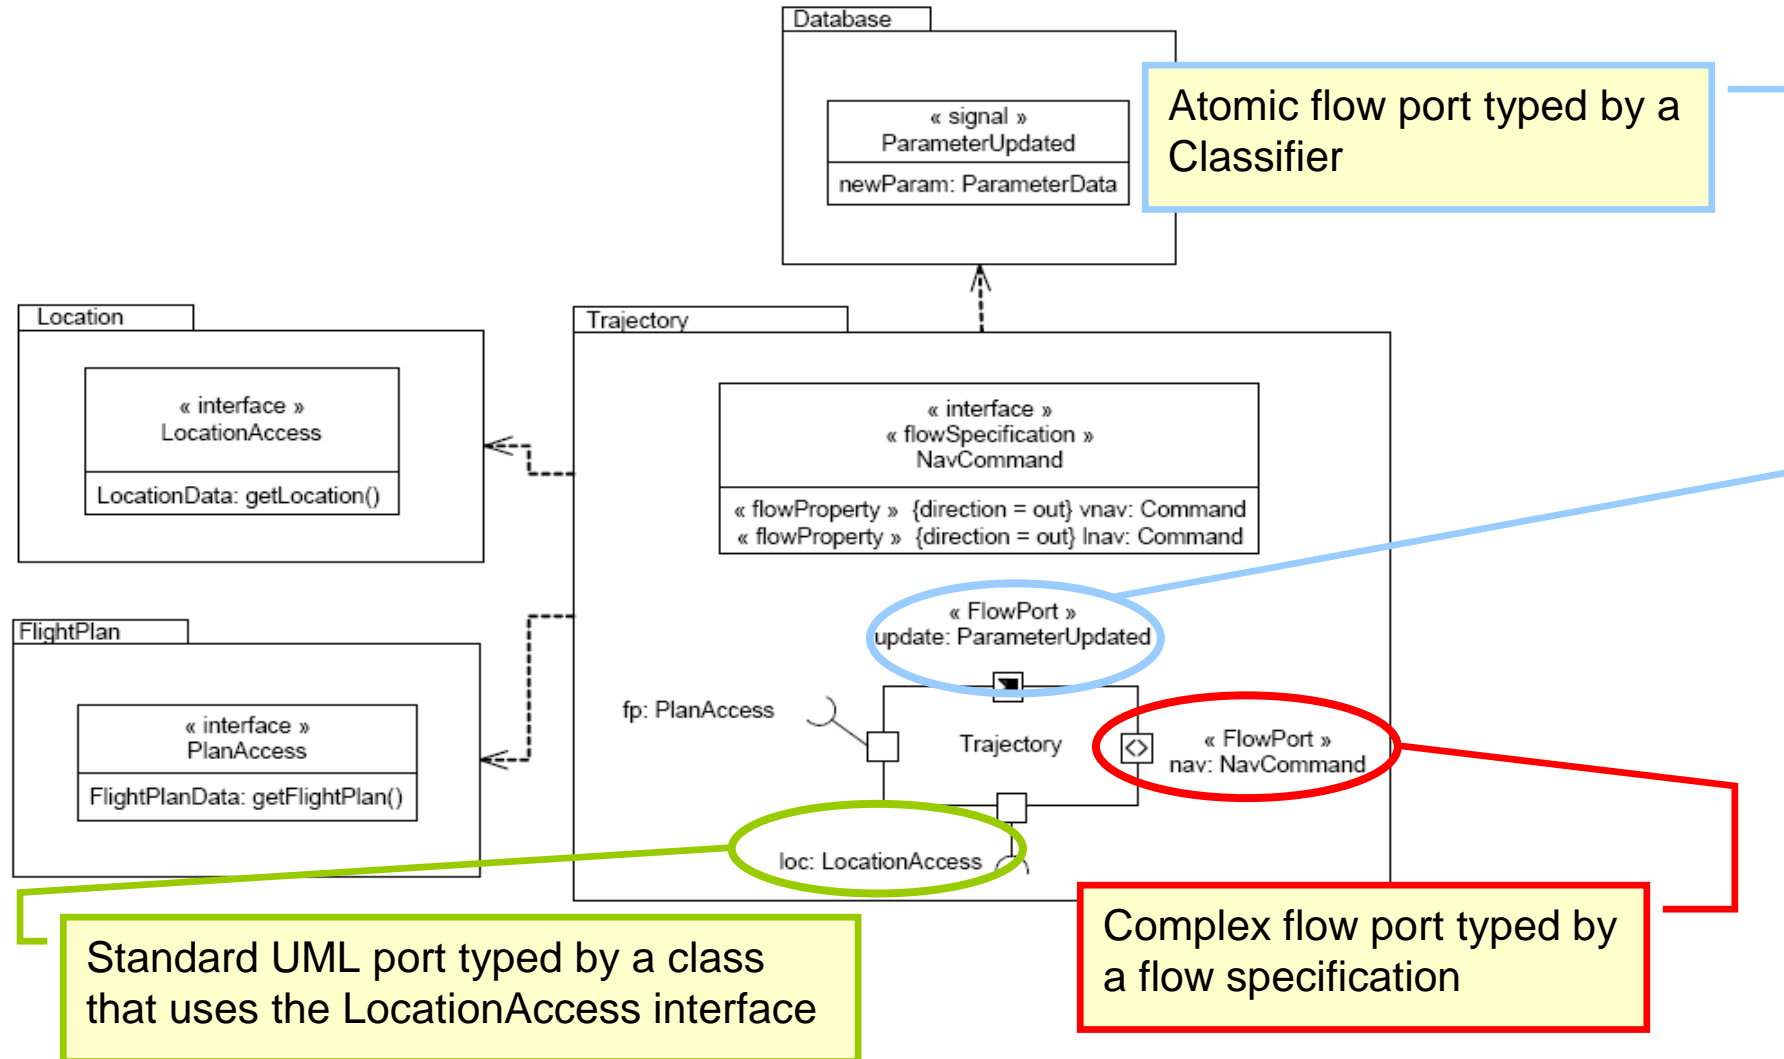 Database
« signal »
ParameterUpdated
newParam: ParameterData
Atomic flow port typed by a
Classifier
Location
« interface »
LocationAccess
LocationData: getLocation()
Trajectory
« interface »
« flowSpecification »
NavCommand
« flowProperty » {direction = out} vnav: Command
« flowProperty » {direction = out} lnav: Command
FlightPlan
« interface »
PlanAccess
FlightPlanData: getFlightPlan()
« FlowPort »
update: ParameterUpdated
fp: PlanAccess
Trajectory
« FlowPort »
nav: NavCommand
loc: LocationAccess
Standard UML port typed by a class
that uses the LocationAccess interface
Complex flow port typed by
a flow specification